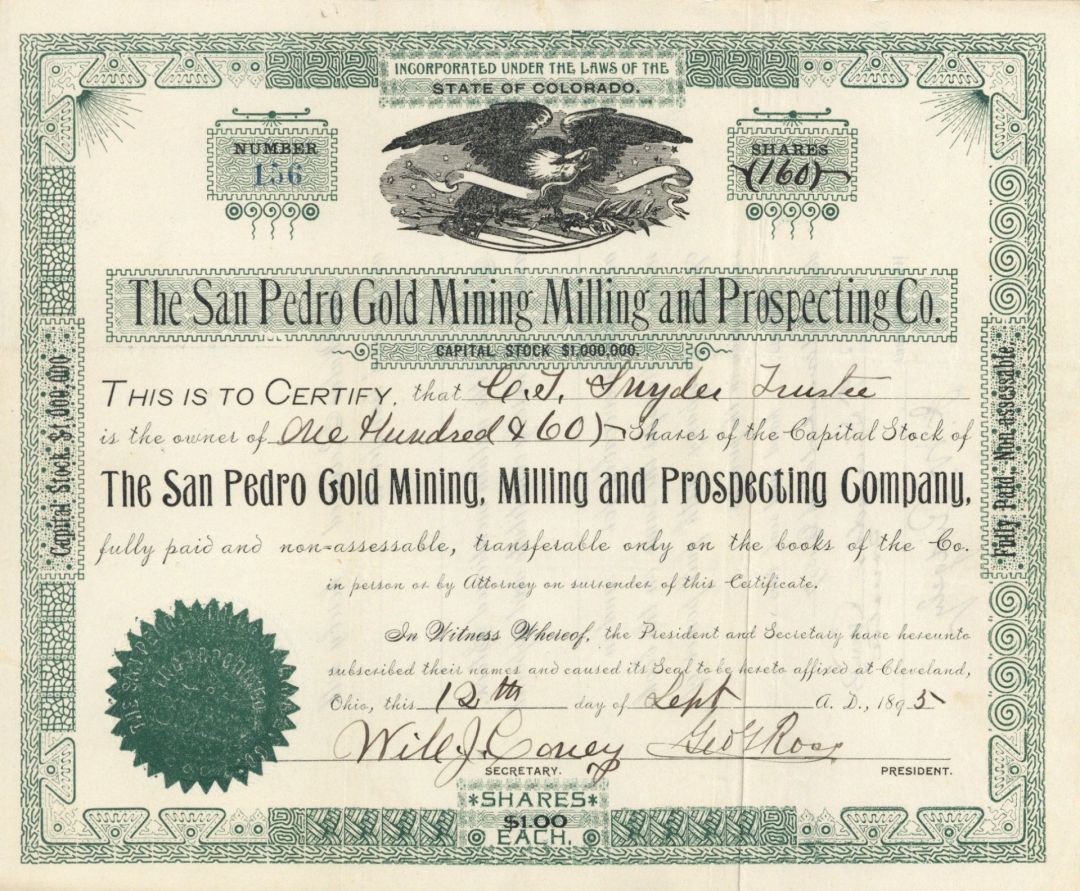 INCORPORATED UNDER THE LAWS OF THE
STATE OF COLORADO.
NUMBER
156
SHARES
(160)
The San Pedro Gold Mining Milling and Prospecting Co.
CAPITAL STOCK $1,000,000.
THIS IS TO CERTIFY, that C. T. Snyder Trustee
is the owner of One Hundred & 60) Shares of the Capital Stock of
The San Pedro Gold Mining, Milling and Prospecting Company,
fully paid and non=assessable, transferable only on the books of the Co.
in person or by Attorney on surrender of this Certificate.
In Witness Whereof, the President and Secretary have hereunto
subscribed their names and caused its Seal to be hereto affixed at Cleveland,
Ohio, this 12th day of Sept A. D., 1895
Will J. Coney Geo G Ross
SECRETARY. PRESIDENT.
*SHARES*
$1.00
EACH.
Capital Stock $1,000,000
Fully Paid, Non-assessable